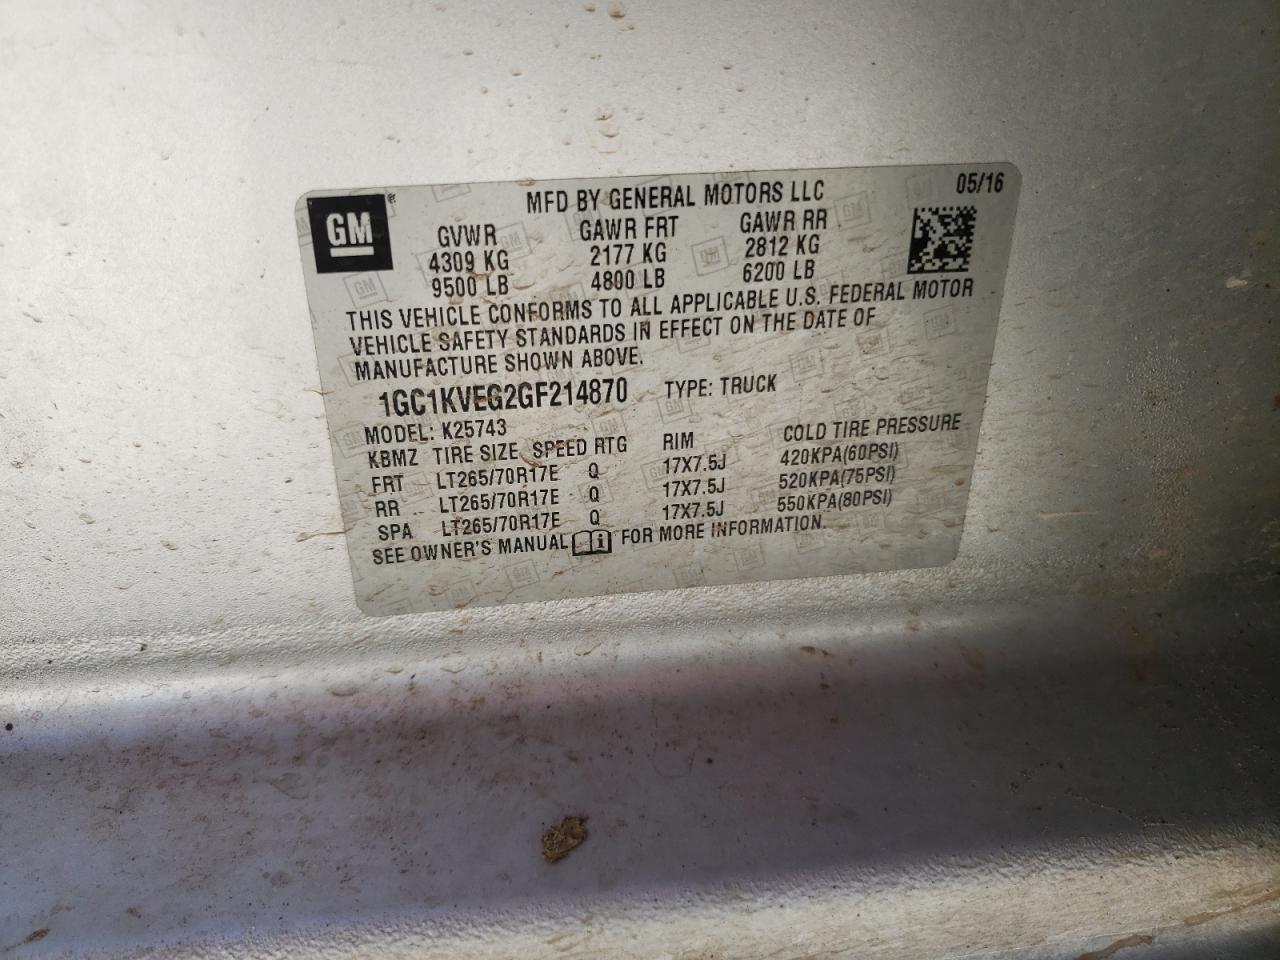 GM
MFD BY GENERAL MOTORS LLC 05/16
GVWR GAWR FRT GAWR RR
4309 KG 2177 KG 2812 KG
9500 LB 4800 LB 6200 LB
THIS VEHICLE CONFORMS TO ALL APPLICABLE U.S. FEDERAL MOTOR
VEHICLE SAFETY STANDARDS IN EFFECT ON THE DATE OF
MANUFACTURE SHOWN ABOVE.
1GC1KVEG2GF214870 TYPE: TRUCK
MODEL: K25743
KBMZ TIRE SIZE SPEED RTG RIM COLD TIRE PRESSURE
FRT LT265/70R17E Q 17X7.5J 420KPA(60PSI)
RR LT265/70R17E Q 17X7.5J 520KPA(75PSI)
SPA LT265/70R17E Q 17X7.5J 550KPA(80PSI)
SEE OWNER'S MANUAL i FOR MORE INFORMATION.